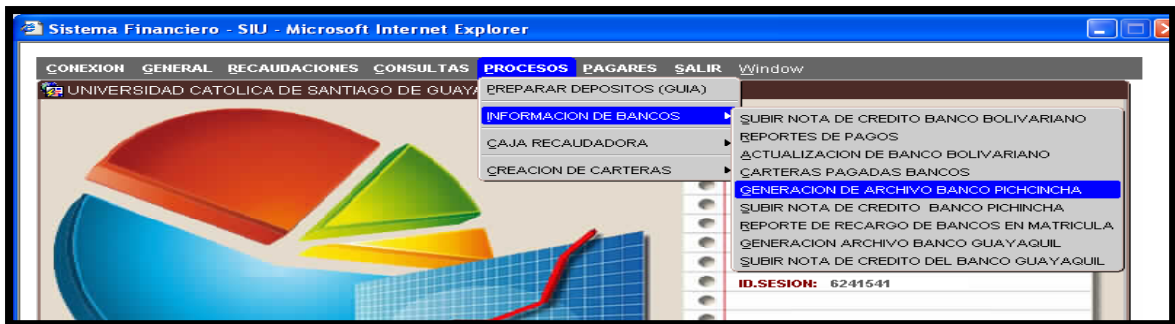 Sistema Financiero - SIU - Microsoft Internet Explorer
CONEXION GENERAL RECAUDACIONES CONSULTAS PROCESOS PAGARES SALIR Window
UNIVERSIDAD CATOLICA DE SANTIAGO DE
PREPARAR DEPOSITOS (GUIA)
INFORMACION DE BANCOS
CAJA RECAUDADORA
CREACION DE CARTERAS
SUBIR NOTA DE CREDITO BANCO BOLIVARIANO
REPORTES DE PAGOS
ACTUALIZACION DE BANCO BOLIVARIANO
CARTERAS PAGADAS BANCOS
GENERACION DE ARCHIVO BANCO PICHCINCHA
SUBIR NOTA DE CREDITO BANCO PICHINCHA
REPORTE DE RECARGO DE BANCOS EN MATRICULA
GENERACION ARCHIVO BANCO GUAYAQUIL
SUBIR NOTA DE CREDITO DEL BANCO GUAYAQUIL
ID.SESION: 6241541